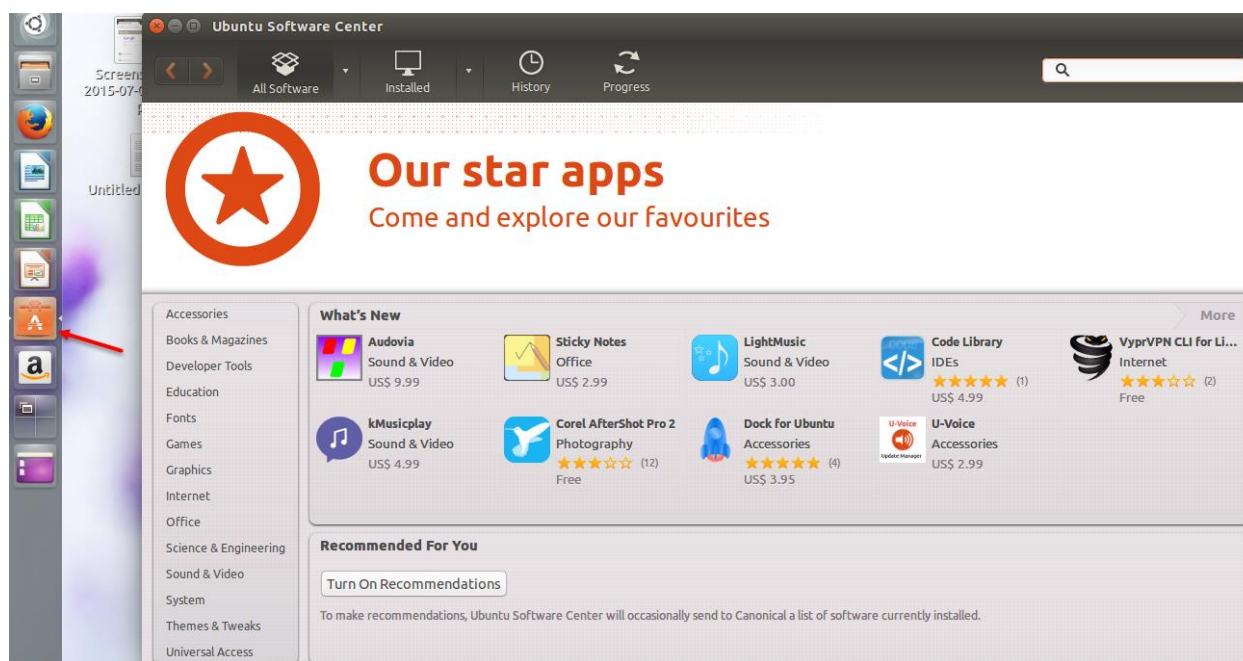 Ubuntu Software Center
All Software
Installed
History
Progress
2015-07-0
Untitled
Our star apps
Come and explore our favourites
Accessories
Books & Magazines
Developer Tools
Education
Fonts
Games
Graphics
Internet
Office
Science & Engineering
Sound & Video
System
Themes & Tweaks
Universal Access
What's New
More
Audovia
Sound & Video
US$ 9.99
Sticky Notes
Office
US$ 2.99
LightMusic
Sound & Video
US$ 3.00
Code Library
IDEs
(1)
US$ 4.99
VyprVPN CLI for Li...
Internet
(2)
Free
kMusicplay
Sound & Video
US$ 4.99
Corel AfterShot Pro 2
Photography
(12)
Free
Dock for Ubuntu
Accessories
(4)
US$ 3.95
U-Voice
Update Manager
U-Voice
Accessories
US$ 2.99
Recommended For You
Turn On Recommendations
To make recommendations, Ubuntu Software Center will occasionally send to Canonical a list of software currently installed.